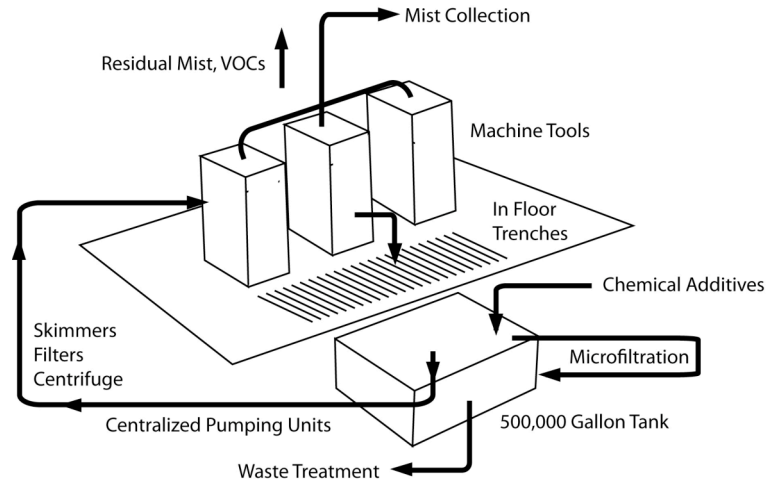 Mist Collection
Residual Mist, VOCs
Machine Tools
In Floor
Trenches
Chemical Additives
Skimmers
Filters
Centrifuge
Microfiltration
Centralized Pumping Units
500,000 Gallon Tank
Waste Treatment